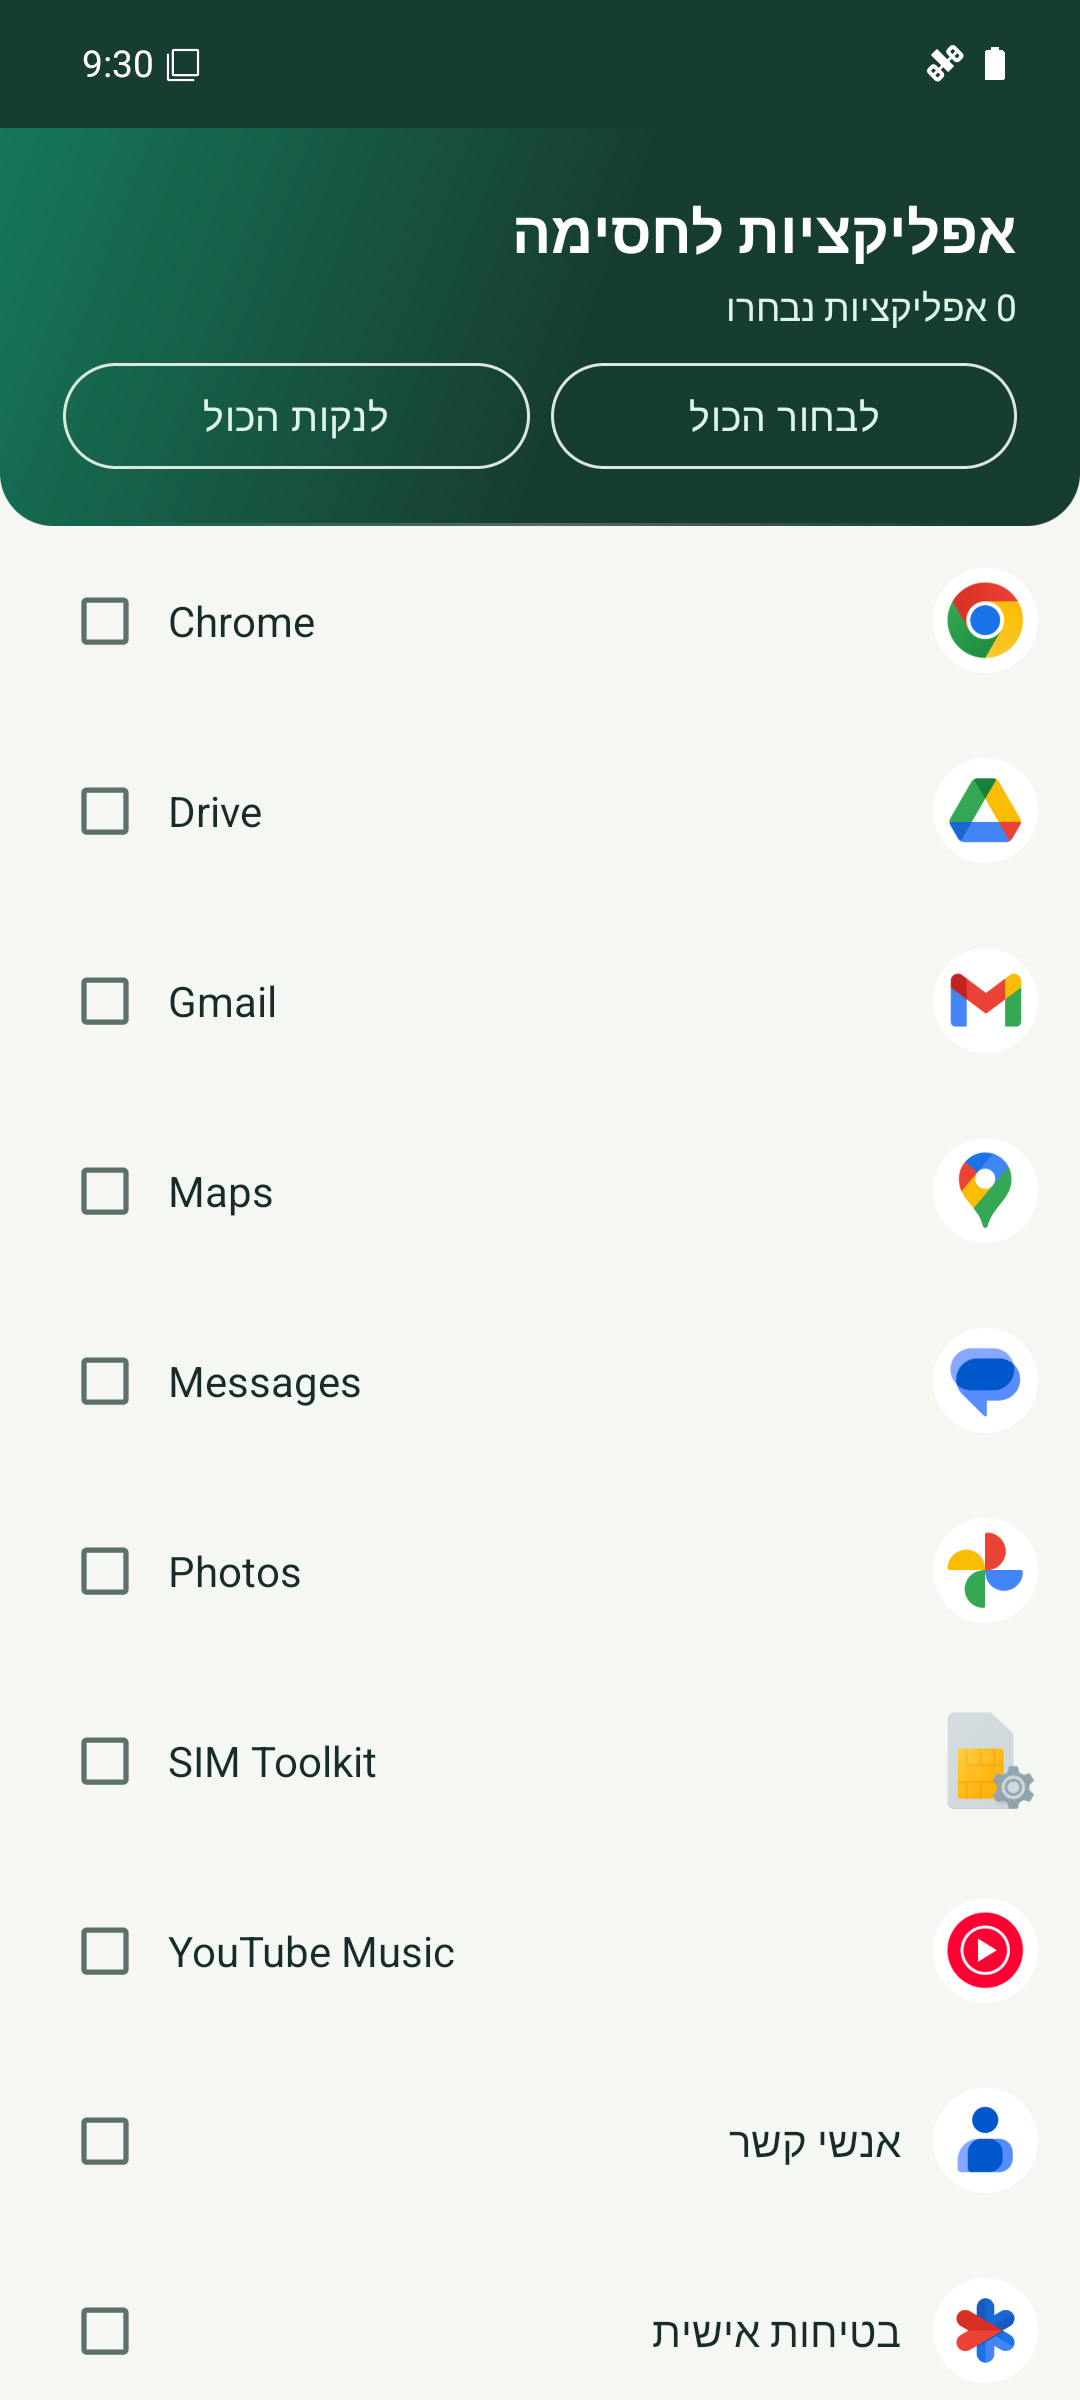 9:30
אפליקציות לחסימה
0 אפליקציות נבחרו
לבחור הכול
לנקות הכול
Chrome
Drive
Gmail
Maps
Messages
Photos
SIM Toolkit
YouTube Music
אנשי קשר
בטיחות אישית